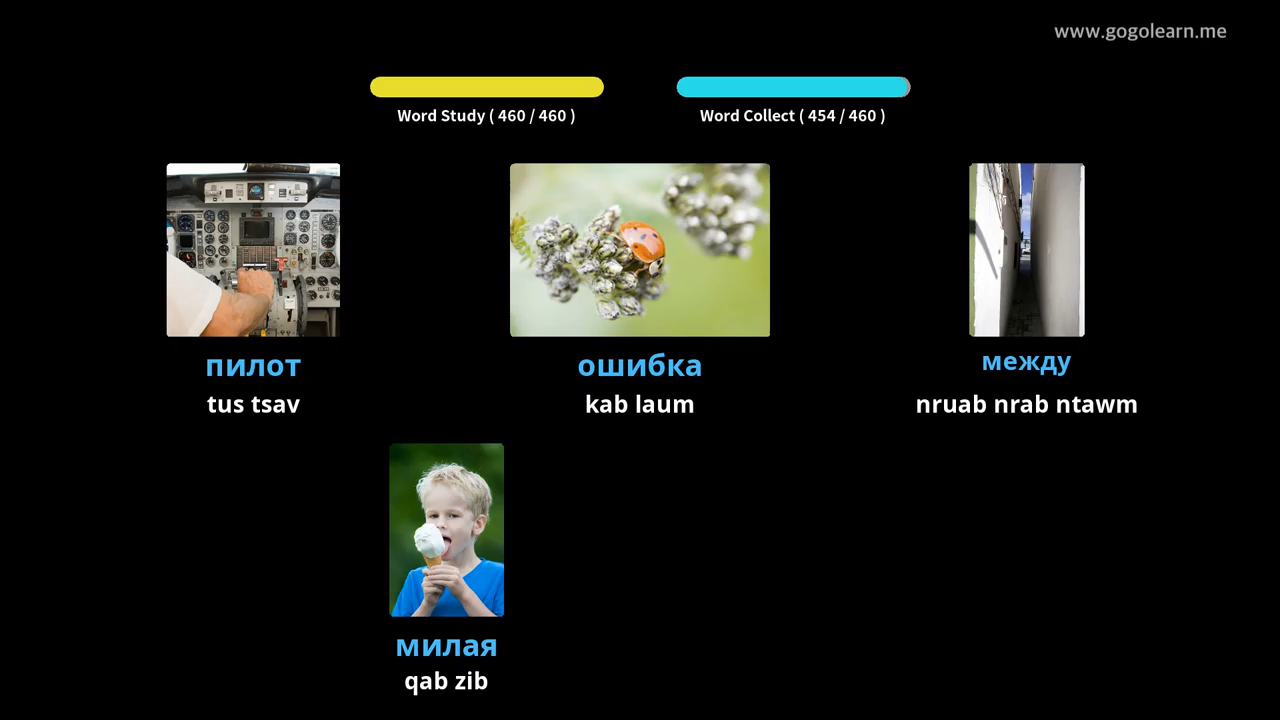 www.gogolearn.me
Word Study ( 460 / 460 )
Word Collect ( 454 / 460 )
пилот
tus tsav
ошибка
kab laum
между
nruab nrab ntawm
милая
qab zib